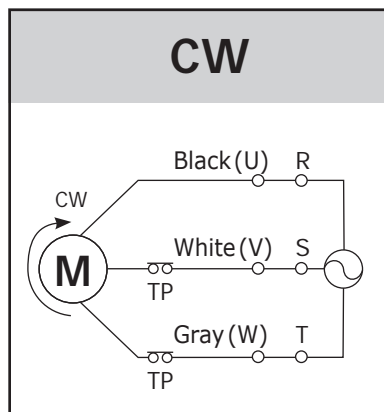 CW
Black (U) R
CW
White (V) S
M
TP
Gray (W) T
TP